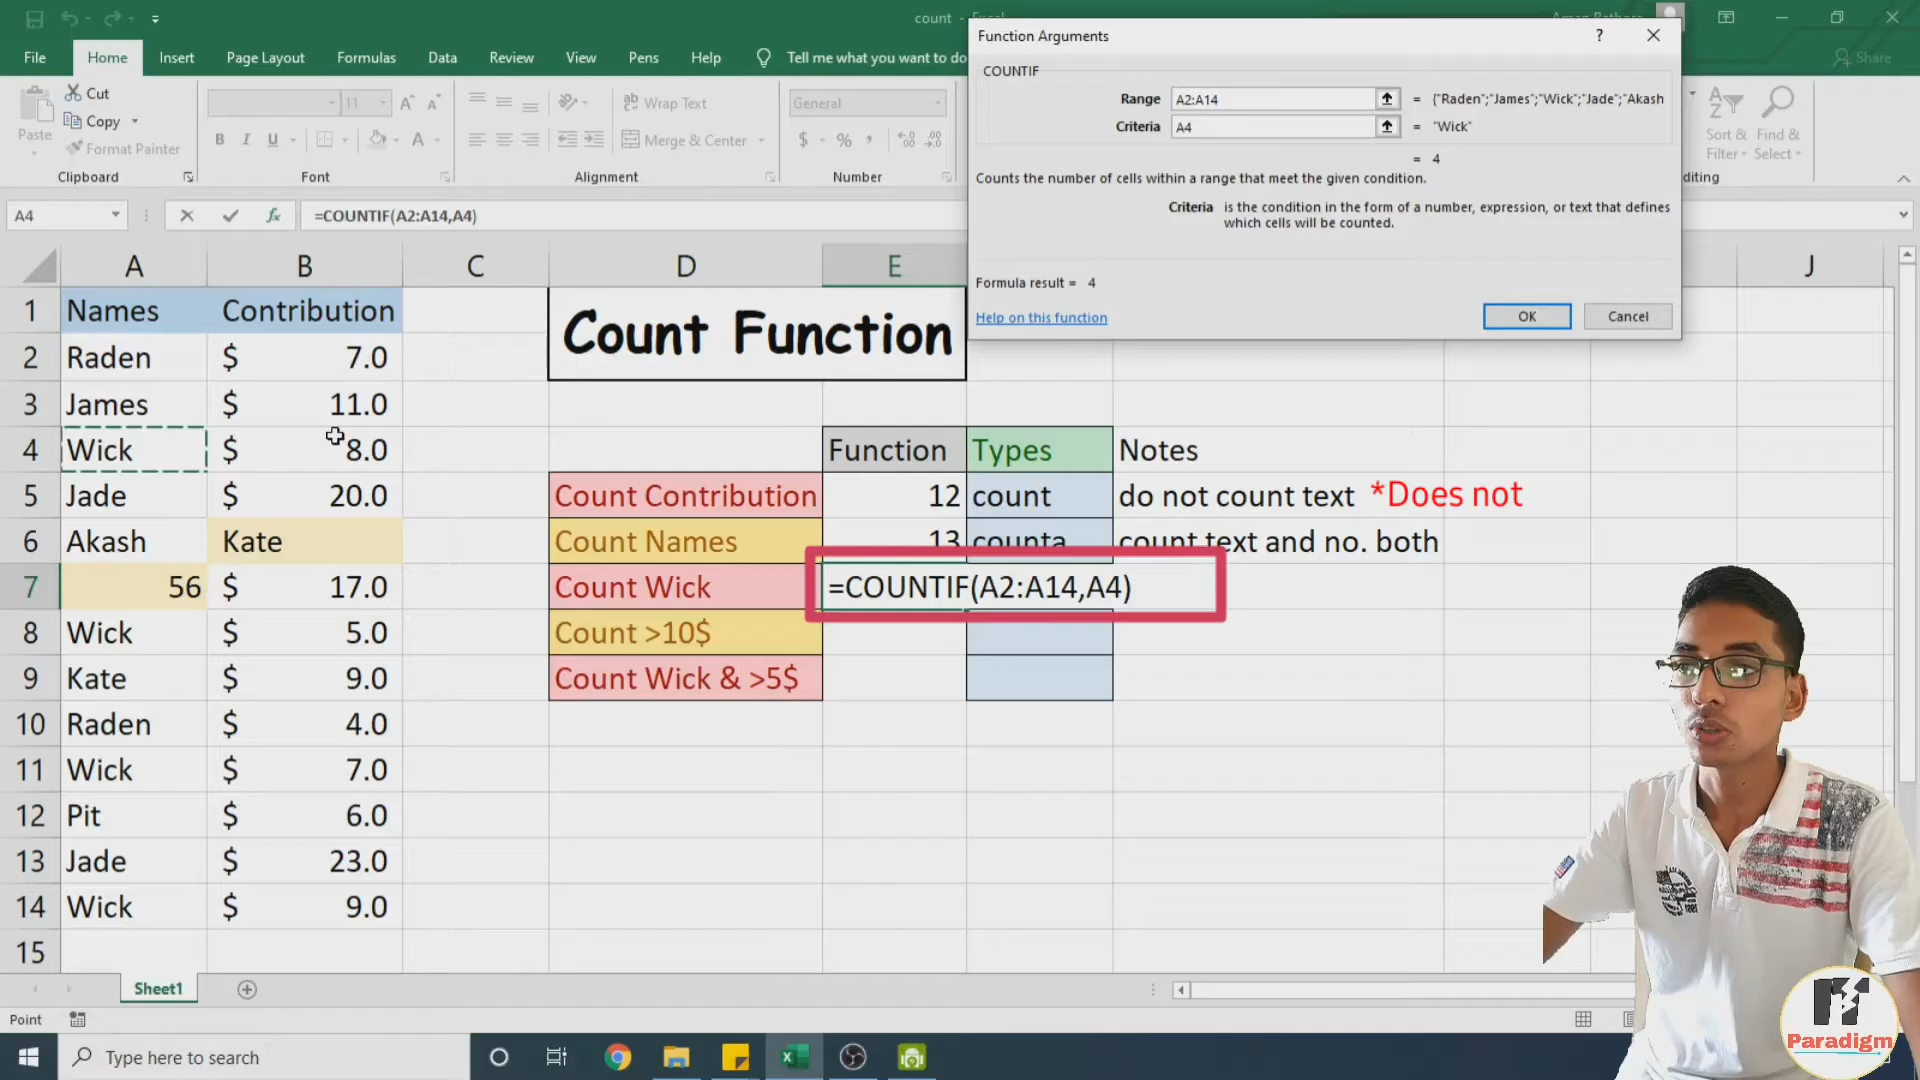 count - Excel
File Home Insert Page Layout Formulas Data Review View Pens Help Tell me what you want to do
Share
Paste
Cut
Copy
Format Painter
Clipboard
11
B I U
Font
Wrap Text
Merge & Center
Alignment
General
$ % ,
Number
Sort & Filter
Find & Select
diting
Function Arguments
COUNTIF
Range A2:A14 = {"Raden";"James";"Wick";"Jade";"Akash
Criteria A4 = "Wick"
= 4
Counts the number of cells within a range that meet the given condition.
Criteria is the condition in the form of a number, expression, or text that defines
which cells will be counted.
Formula result = 4
Help on this function
OK Cancel
A4 fx =COUNTIF(A2:A14,A4)
A B C D E J
1 Names Contribution
Count Function
2 Raden $ 7.0
3 James $ 11.0
4 Wick $ 8.0 Function Types Notes
5 Jade $ 20.0 Count Contribution 12 count do not count text *Does not
6 Akash Kate Count Names 13 counta count text and no. both
7 56 $ 17.0 Count Wick =COUNTIF(A2:A14,A4)
8 Wick $ 5.0 Count >10$
9 Kate $ 9.0 Count Wick & >5$
10 Raden $ 4.0
11 Wick $ 7.0
12 Pit $ 6.0
13 Jade $ 23.0
14 Wick $ 9.0
15
Sheet1
Point
Type here to search
Paradigm